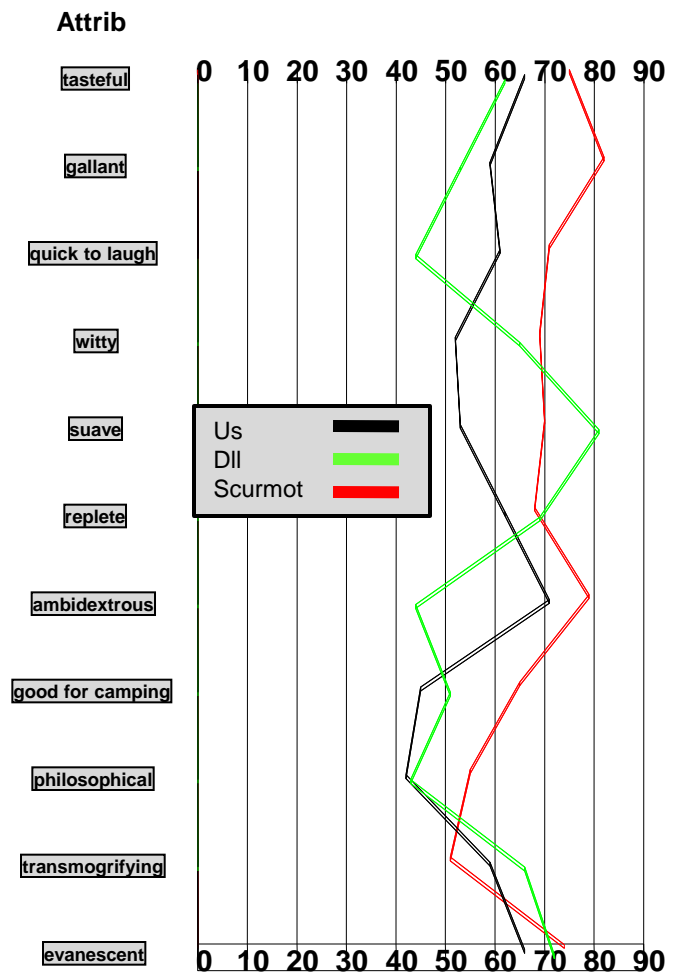 Attrib
0 10 20 30 40 50 60 70 80 90
tasteful
gallant
quick to laugh
witty
suave
Us
Dll
Scurmot
replete
ambidextrous
good for camping
philosophical
transmogrifying
evanescent
0 10 20 30 40 50 60 70 80 90